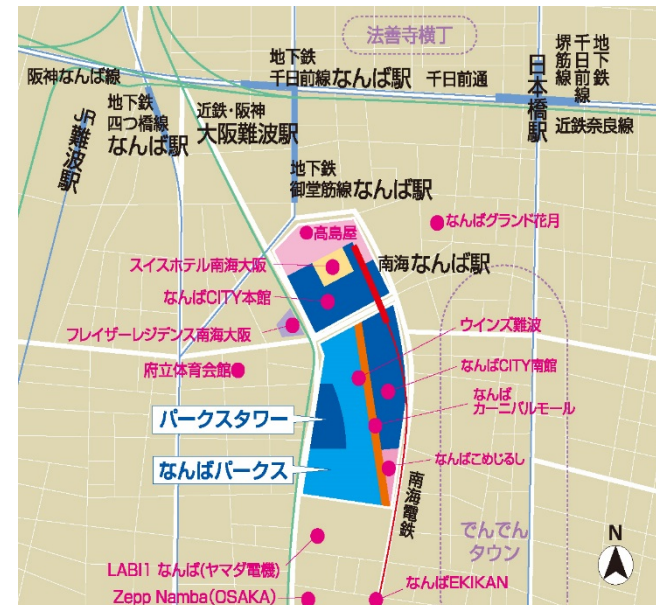 法善寺横丁
阪神なんば線
地下鉄
千日前線なんば駅
千日前通
日本橋駅
堺筋線
千日前線
地下鉄
近鉄奈良線
JR難波駅
地下鉄
四つ橋線
なんば駅
近鉄・阪神
大阪難波駅
地下鉄
御堂筋線なんば駅
髙島屋
なんばグランド花月
スイスホテル南海大阪
南海なんば駅
なんばCITY本館
フレイザーレジデンス南海大阪
ウインズ難波
府立体育会館
なんばCITY南館
なんば
カーニバルモール
パークスタワー
なんばパークス
なんばこめじるし
南海電鉄
でんでん
タウン
N
LABI1 なんば(ヤマダ電機)
なんばEKIKAN
Zepp Namba(OSAKA)